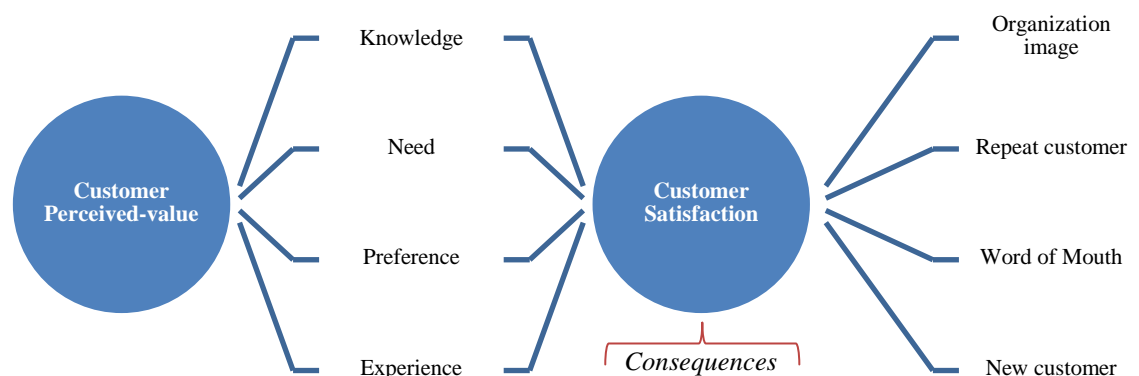 Customer
Perceived-value
Knowledge
Need
Preference
Experience
Customer
Satisfaction
Consequences
Organization
image
Repeat customer
Word of Mouth
New customer